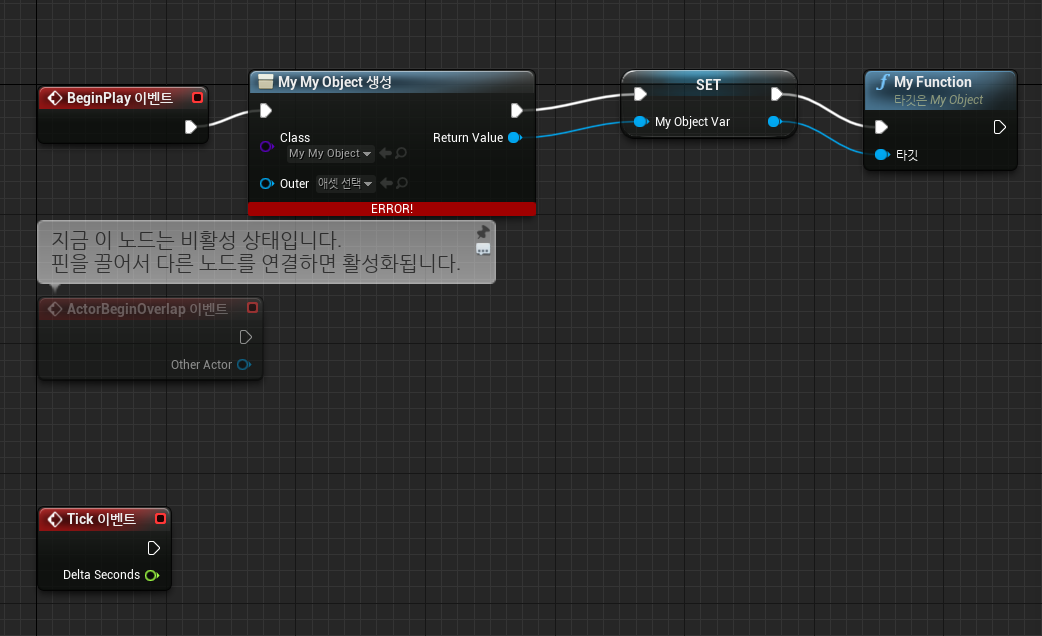 BeginPlay 이벤트
My My Object 생성
Class
My My Object
Return Value
Outer 애셋 선택
ERROR!
SET
My Object Var
My Function
타깃은 My Object
타깃
지금 이 노드는 비활성 상태입니다.
핀을 끌어서 다른 노드를 연결하면 활성화됩니다.
ActorBeginOverlap 이벤트
Other Actor
Tick 이벤트
Delta Seconds